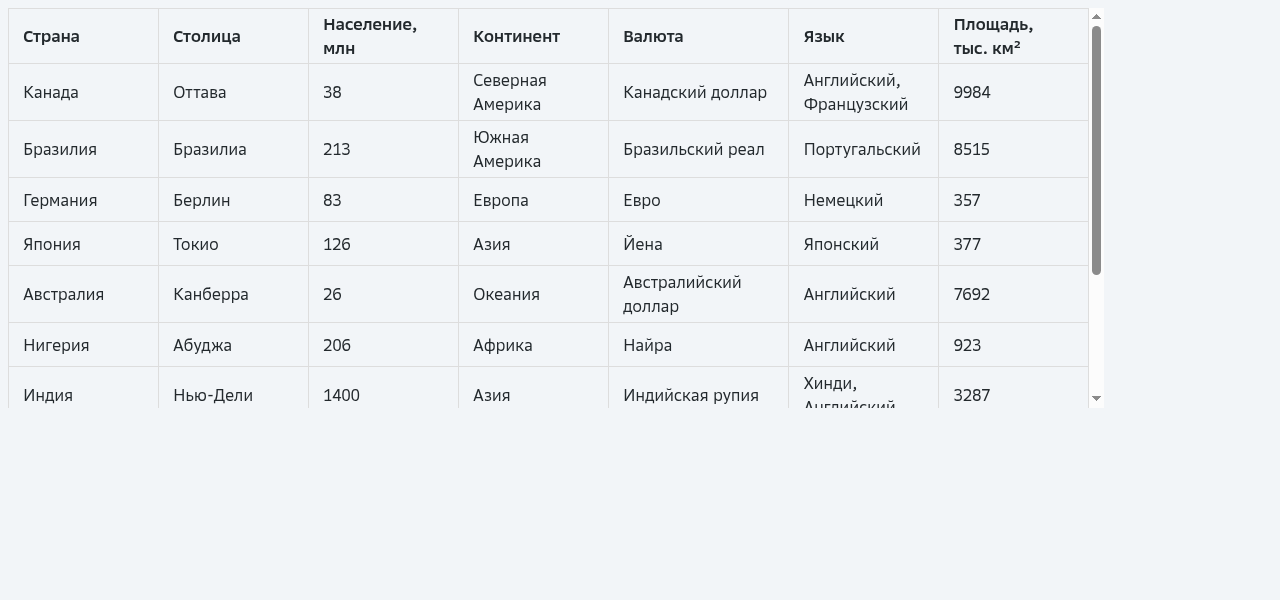 Страна Столица Население, млн Континент Валюта Язык Площадь, тыс. км²
Канада Оттава 38 Северная Америка Канадский доллар Английский, Французский 9984
Бразилия Бразилиа 213 Южная Америка Бразильский реал Португальский 8515
Германия Берлин 83 Европа Евро Немецкий 357
Япония Токио 126 Азия Йена Японский 377
Австралия Канберра 26 Океания Австралийский доллар Английский 7692
Нигерия Абуджа 206 Африка Найра Английский 923
Индия Нью-Дели 1400 Азия Индийская рупия Хинди, Английский 3287